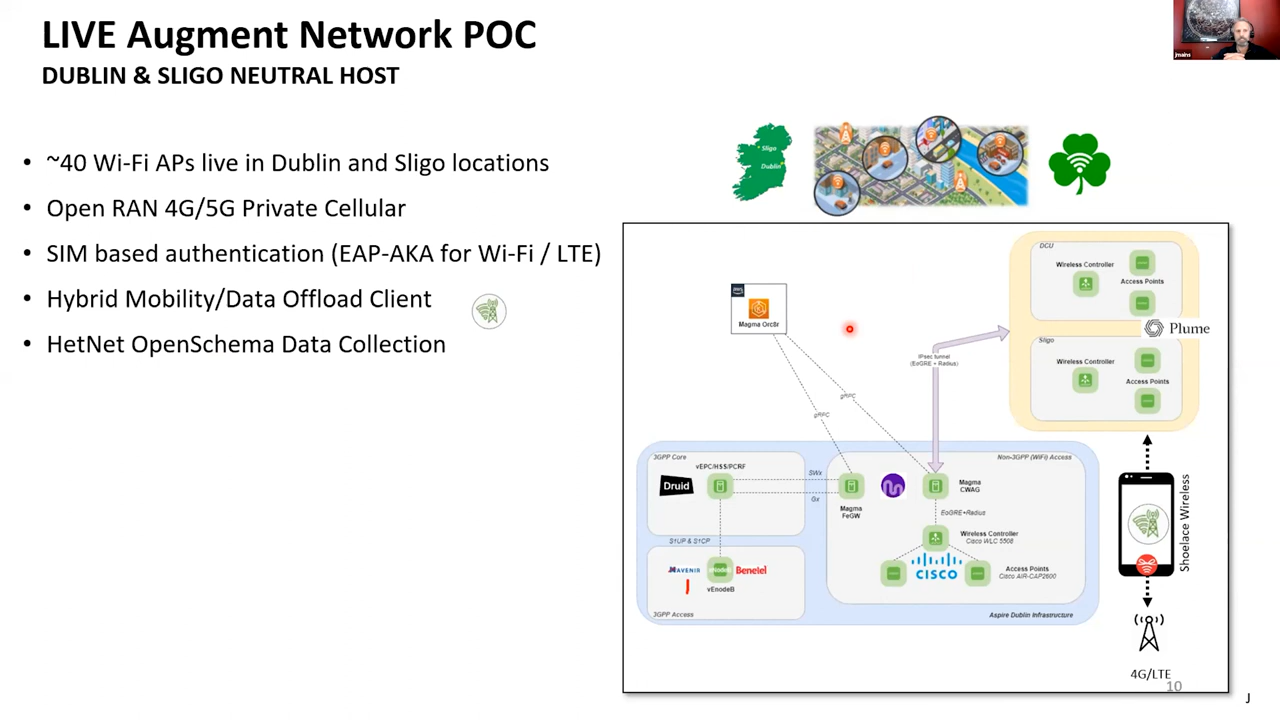 LIVE Augment Network POC
DUBLIN & SLIGO NEUTRAL HOST
jmains
• ~40 Wi-Fi APs live in Dublin and Sligo locations
• Open RAN 4G/5G Private Cellular
• SIM based authentication (EAP-AKA for Wi-Fi / LTE)
• Hybrid Mobility/Data Offload Client
• HetNet OpenSchema Data Collection
Sligo
Dublin
aws
Magma Orc8r
gRPC
gRPC
IPsec tunnel
(EoGRE + Radius)
DCU
Wireless Controller
Access Points
Plume
Sligo
Wireless Controller
Access Points
3GPP Core
vEPC/HSS/PCRF
Druid
SWx
Gx
Magma
FeGW
Non-3GPP (WiFi) Access
Magma
CWAG
EoGRE+Radius
Wireless Controller
Cisco WLC 5508
CISCO
Access Points
Cisco AIR-CAP2600
S1UP & S1CP
MAVENIR
Benetel
vEnodeB
3GPP Access
Aspire Dublin Infrastructure
Shoelace Wireless
4G/LTE
10
J